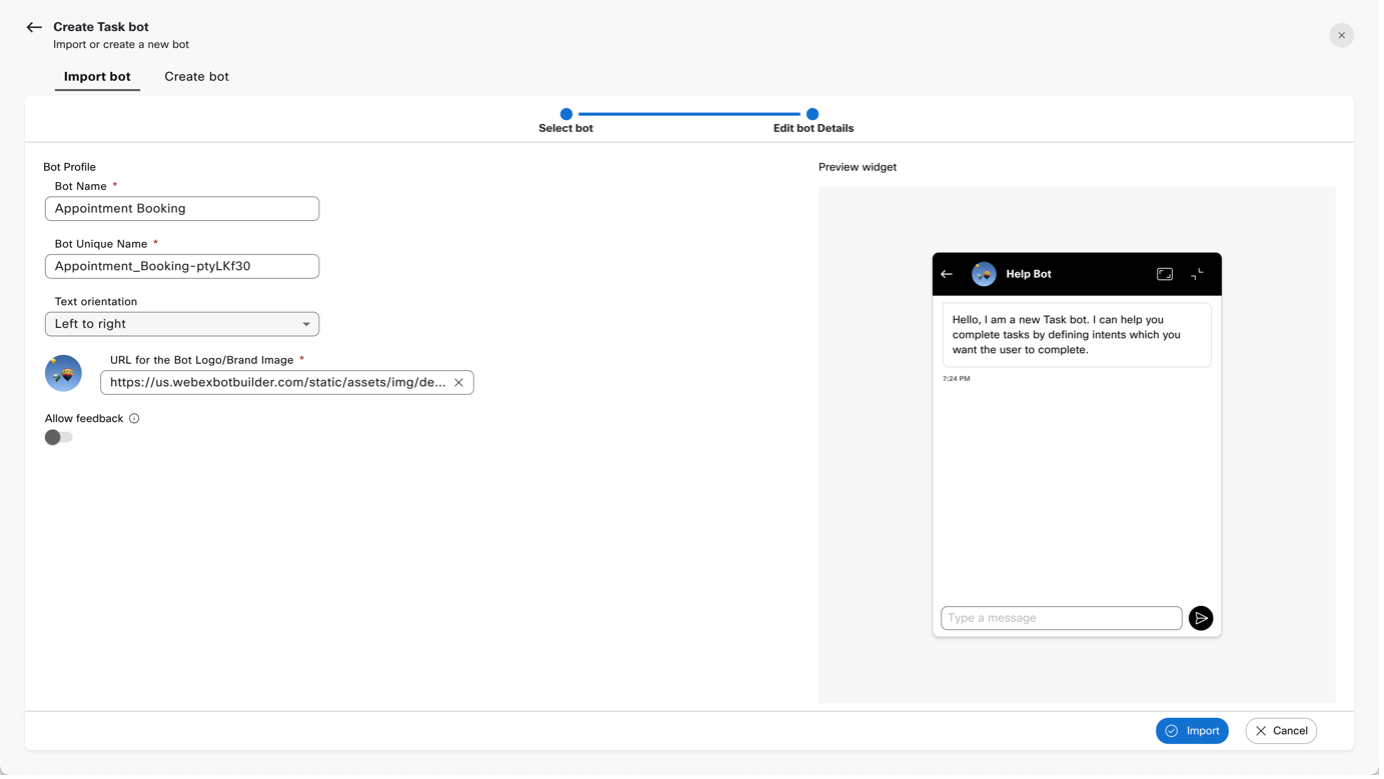 Create Task bot
Import or create a new bot
Import bot
Create bot
Select bot
Edit bot Details
Bot Profile
Bot Name *
Appointment Booking
Bot Unique Name *
Appointment_Booking-ptyLKf30
Text orientation
Left to right
URL for the Bot Logo/Brand Image *
https://us.webexbotbuilder.com/static/assets/img/de...
Allow feedback
Preview widget
Help Bot
Hello, I am a new Task bot. I can help you
complete tasks by defining intents which you
want the user to complete.
7:24 PM
Type a message
Import
Cancel